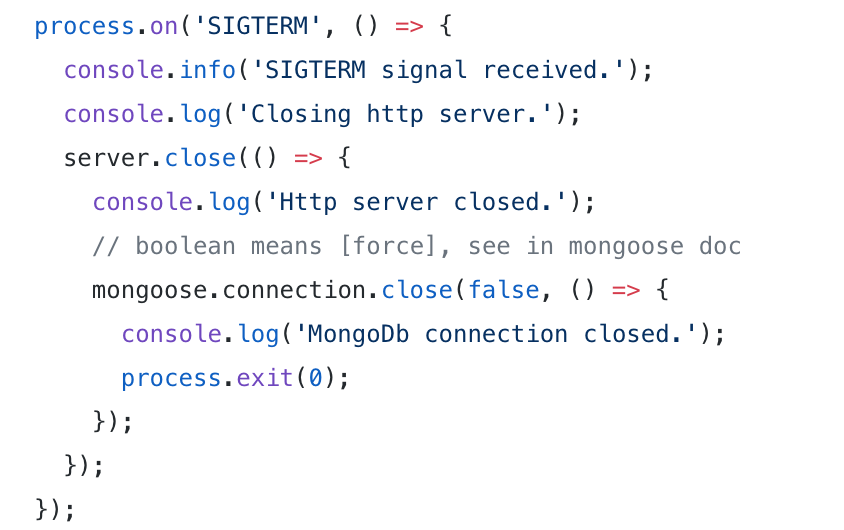 process.on('SIGTERM', () => {
  console.info('SIGTERM signal received.');
  console.log('Closing http server.');
  server.close(() => {
    console.log('Http server closed.');
    // boolean means [force], see in mongoose doc
    mongoose.connection.close(false, () => {
      console.log('MongoDb connection closed.');
      process.exit(0);
    });
  });
});